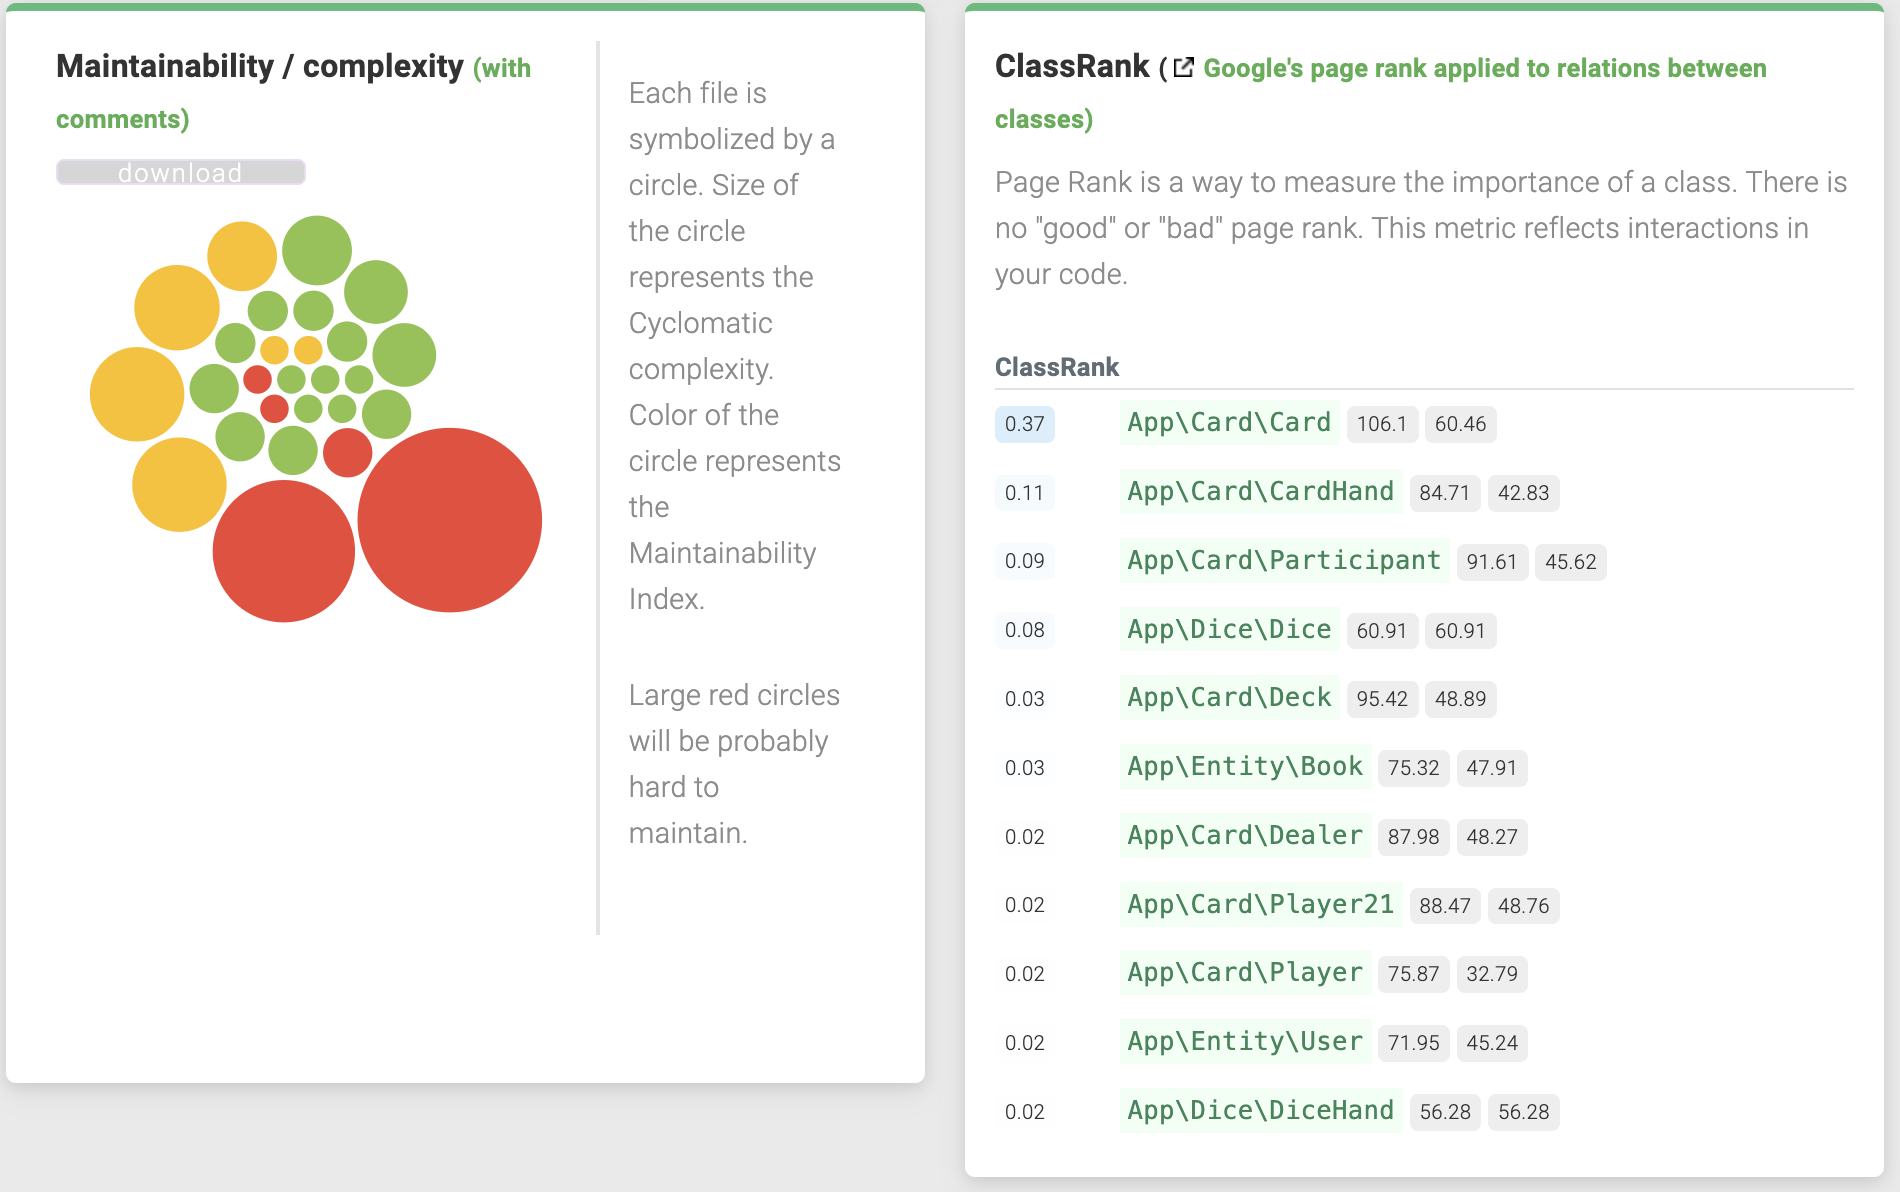 Maintainability / complexity (with
comments)
download
Each file is
symbolized by a
circle. Size of
the circle
represents the
Cyclomatic
complexity.
Color of the
circle represents
the
Maintainability
Index.
Large red circles
will be probably
hard to
maintain.
ClassRank ( Google's page rank applied to relations between
classes)
Page Rank is a way to measure the importance of a class. There is
no "good" or "bad" page rank. This metric reflects interactions in
your code.
ClassRank
0.37 App\Card\Card 106.1 60.46
0.11 App\Card\CardHand 84.71 42.83
0.09 App\Card\Participant 91.61 45.62
0.08 App\Dice\Dice 60.91 60.91
0.03 App\Card\Deck 95.42 48.89
0.03 App\Entity\Book 75.32 47.91
0.02 App\Card\Dealer 87.98 48.27
0.02 App\Card\Player21 88.47 48.76
0.02 App\Card\Player 75.87 32.79
0.02 App\Entity\User 71.95 45.24
0.02 App\Dice\DiceHand 56.28 56.28